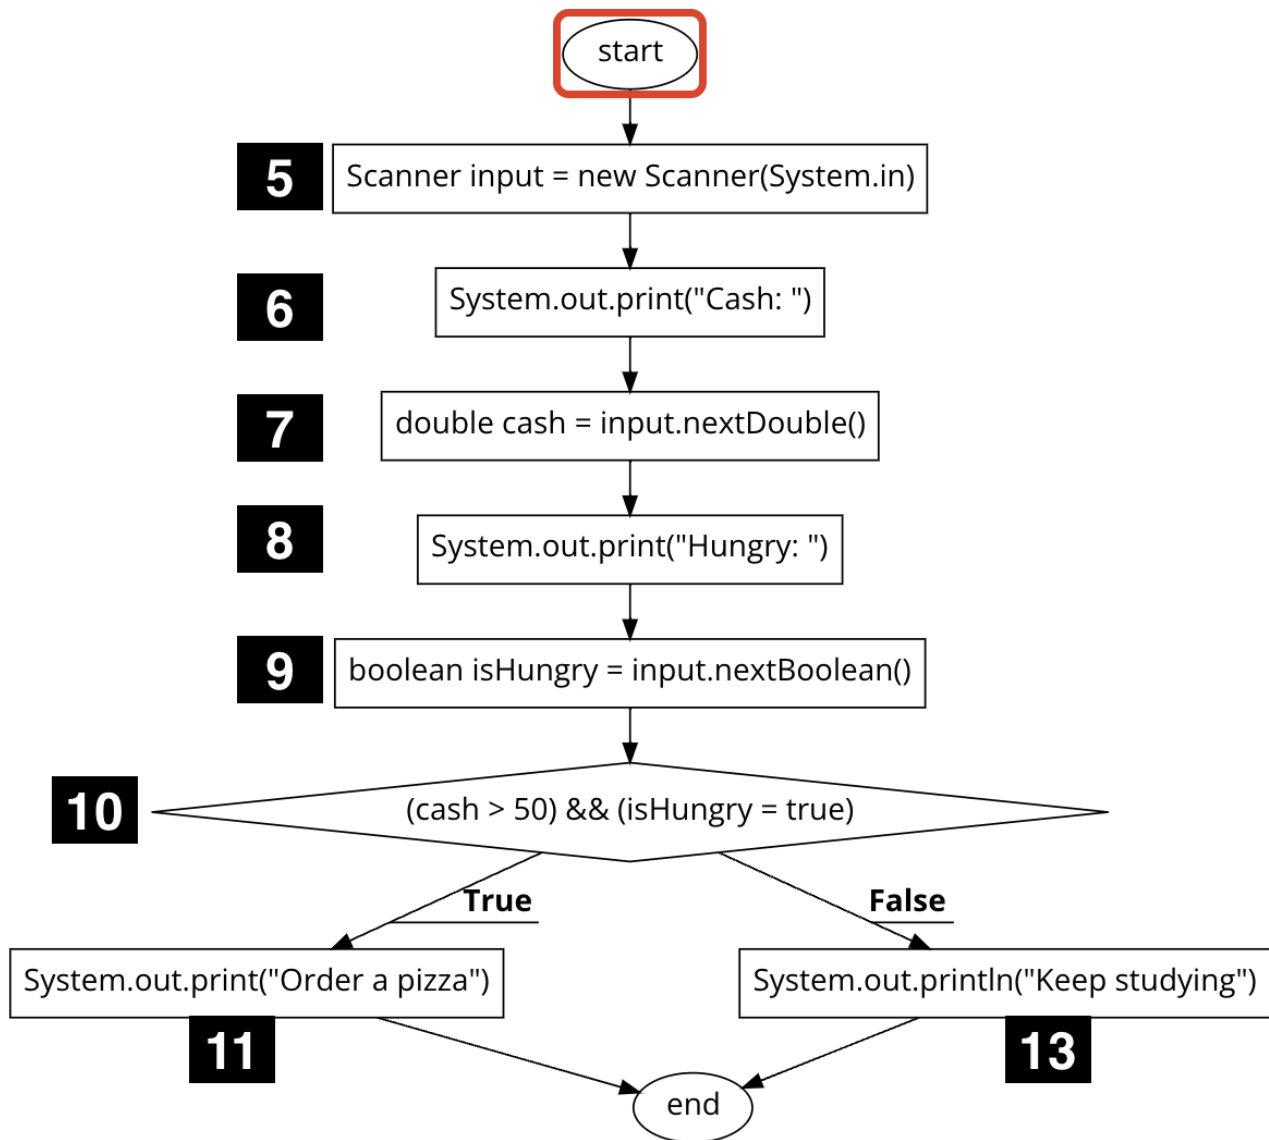 start
5 Scanner input = new Scanner(System.in)
6 System.out.print("Cash: ")
7 double cash = input.nextDouble()
8 System.out.print("Hungry: ")
9 boolean isHungry = input.nextBoolean()
10 (cash > 50) && (isHungry = true)
True False
System.out.print("Order a pizza") System.out.println("Keep studying")
11 13
end